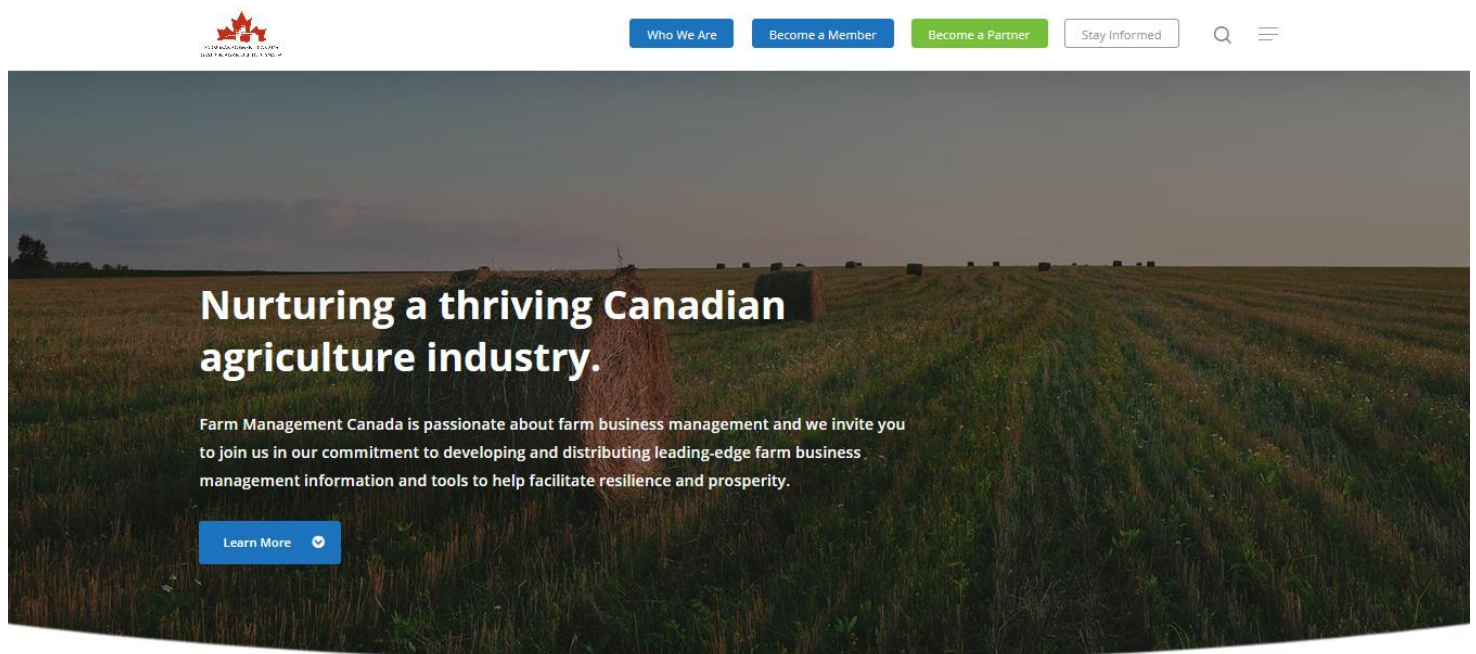 Who We Are
Become a Member
Become a Partner
Stay Informed
Nurturing a thriving Canadian
agriculture industry.
Farm Management Canada is passionate about farm business management and we invite you
to join us in our commitment to developing and distributing leading-edge farm business
management information and tools to help facilitate resilience and prosperity.
Learn More